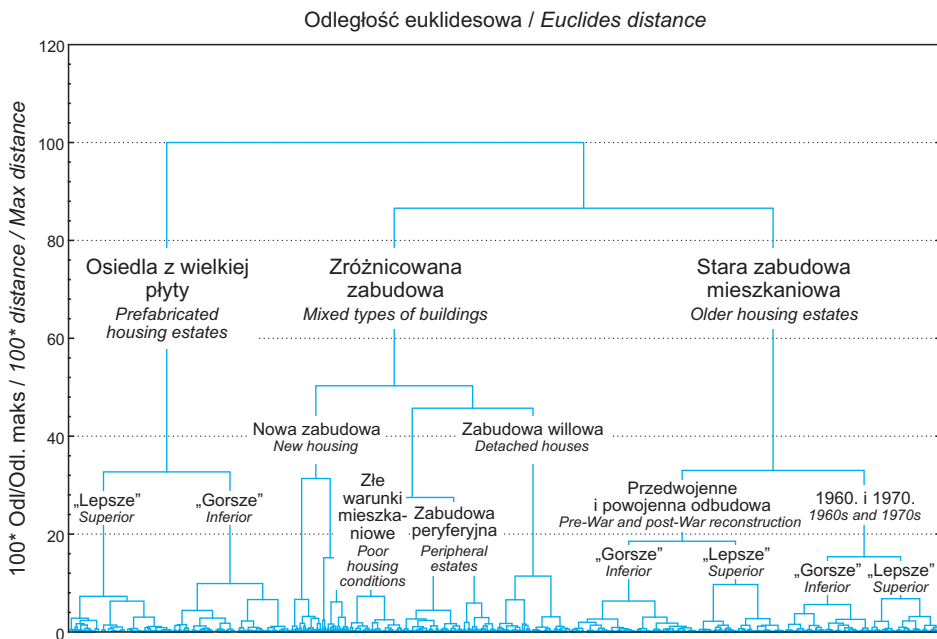 Odległość euklidesowa / Euclides distance
100* Odl/Odl. maks / 100* distance / Max distance
120
100
80
60
40
20
0
Osiedla z wielkiej
płyty
Prefabricated
housing estates
Zróżnicowana
zabudowa
Mixed types of buildings
Stara zabudowa
mieszkaniowa
Older housing estates
Nowa zabudowa
New housing
Zabudowa willowa
Detached houses
„Lepsze”
Superior
„Gorsze”
Inferior
Złe
warunki
mieszka-
niowe
Poor
housing
conditions
Zabudowa
peryferyjna
Peripheral
estates
Przedwojenne
i powojenna odbudowa
Pre-War and post-War reconstruction
1960. i 1970.
1960s and 1970s
„Gorsze”
Inferior
„Lepsze”
Superior
„Gorsze”
Inferior
„Lepsze”
Superior